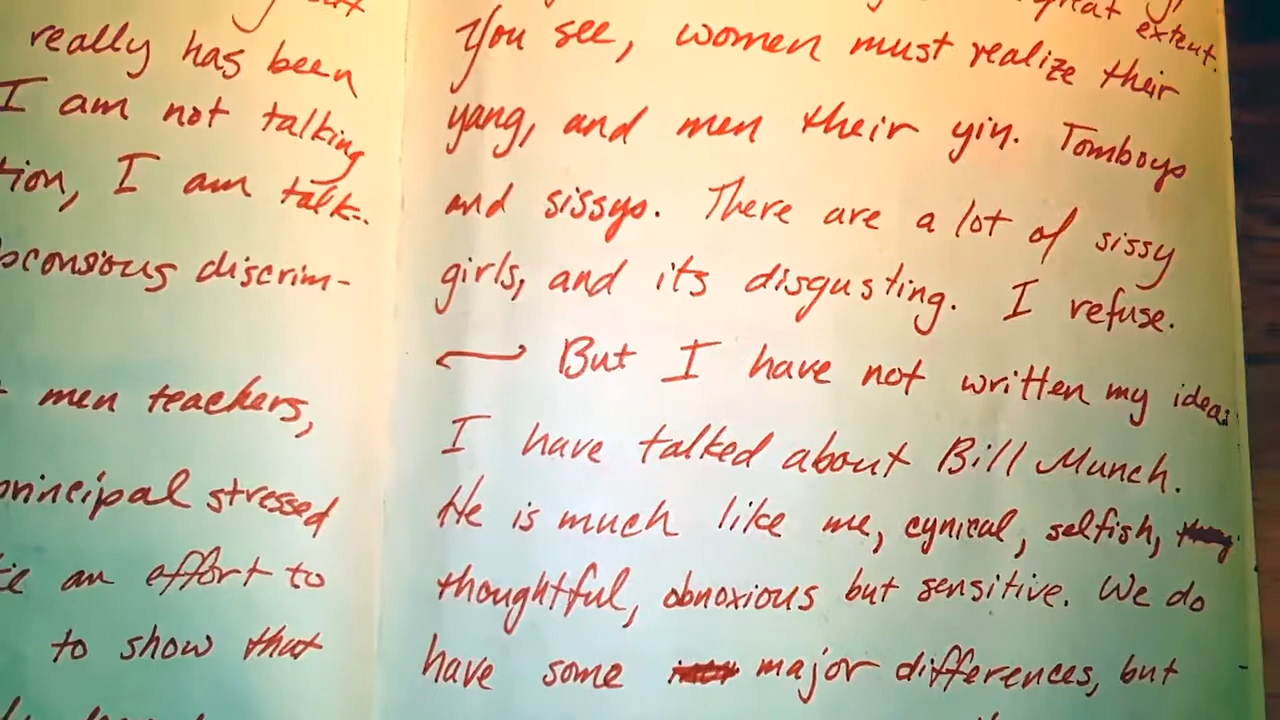 really has been
I am not talking
tion, I am talk-
bconsious discrim-
men teachers,
principal stressed
an effort to
to show that
great extent.
You see, women must realize their
yang, and men their yin. Tomboys
and sissys. There are a lot of sissy
girls, and its disgusting. I refuse.
But I have not written my ideas
I have talked about Bill Munch.
He is much like me, cynical, selfish,
thoughtful, obnoxious but sensitive. We do
have some major differences, but